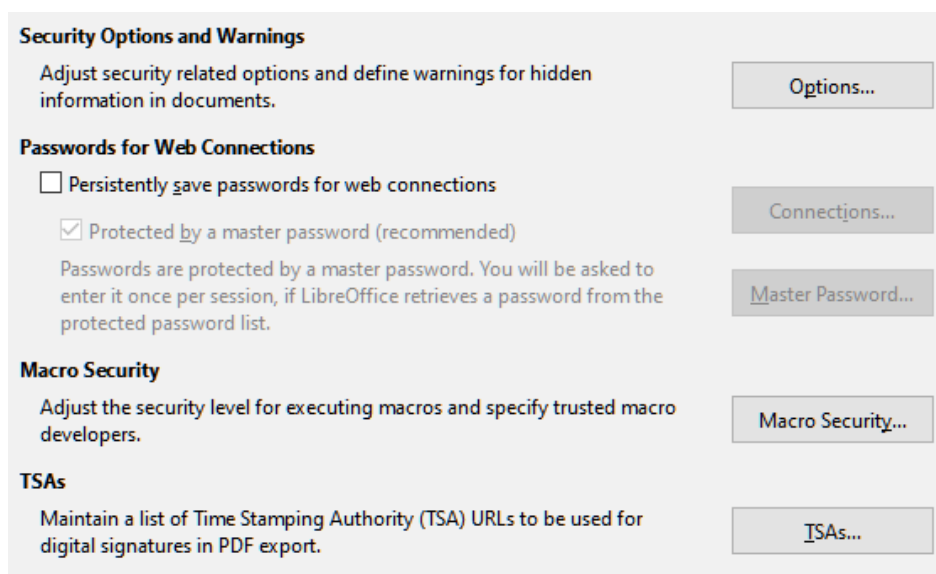 Security Options and Warnings
Adjust security related options and define warnings for hidden
information in documents.
Options...
Passwords for Web Connections
Persistently save passwords for web connections
Connections...
Protected by a master password (recommended)
Passwords are protected by a master password. You will be asked to
enter it once per session, if LibreOffice retrieves a password from the
protected password list.
Master Password...
Macro Security
Adjust the security level for executing macros and specify trusted macro
developers.
Macro Security...
TSAs
Maintain a list of Time Stamping Authority (TSA) URLs to be used for
digital signatures in PDF export.
TSAs...